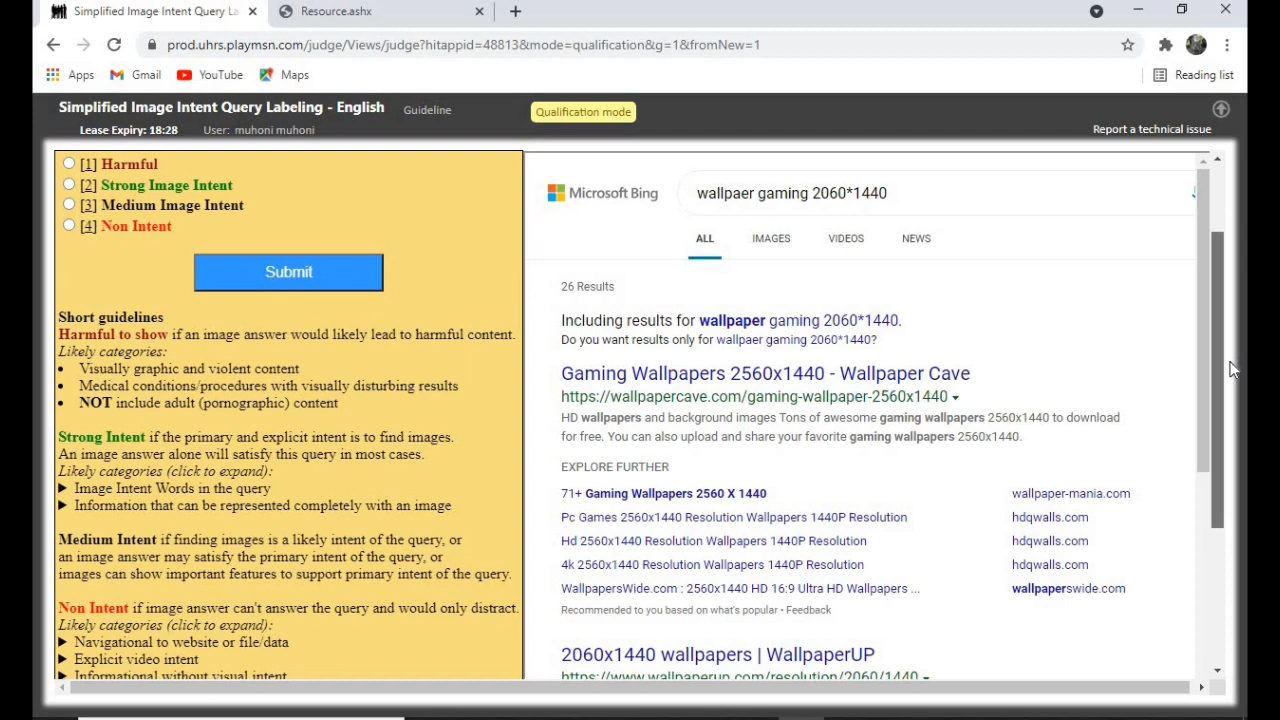 Simplified Image Intent Query La
Resource.ashx
prod.uhrs.playmsn.com/judge/Views/judge?hitappid=48813&mode=qualification&g=1&fromNew=1
Apps
Gmail
YouTube
Maps
Reading list
Simplified Image Intent Query Labeling - English
Guideline
Qualification mode
Lease Expiry: 18:28
User: muhoni muhoni
Report a technical issue
[1] Harmful
[2] Strong Image Intent
[3] Medium Image Intent
[4] Non Intent
Submit
Short guidelines
Harmful to show if an image answer would likely lead to harmful content.
Likely categories:
• Visually graphic and violent content
• Medical conditions/procedures with visually disturbing results
• NOT include adult (pornographic) content
Strong Intent if the primary and explicit intent is to find images.
An image answer alone will satisfy this query in most cases.
Likely categories (click to expand):
Image Intent Words in the query
Information that can be represented completely with an image
Medium Intent if finding images is a likely intent of the query, or
an image answer may satisfy the primary intent of the query, or
images can show important features to support primary intent of the query.
Non Intent if image answer can't answer the query and would only distract.
Likely categories (click to expand):
Navigational to website or file/data
Explicit video intent
Informational without visual intent
Microsoft Bing
wallpaer gaming 2060*1440
ALL
IMAGES
VIDEOS
NEWS
26 Results
Including results for wallpaper gaming 2060*1440.
Do you want results only for wallpaer gaming 2060*1440?
Gaming Wallpapers 2560x1440 - Wallpaper Cave
https://wallpapercave.com/gaming-wallpaper-2560x1440
HD wallpapers and background images Tons of awesome gaming wallpapers 2560x1440 to download
for free. You can also upload and share your favorite gaming wallpapers 2560x1440.
EXPLORE FURTHER
71+ Gaming Wallpapers 2560 X 1440 wallpaper-mania.com
Pc Games 2560x1440 Resolution Wallpapers 1440P Resolution hdqwalls.com
Hd 2560x1440 Resolution Wallpapers 1440P Resolution hdqwalls.com
4k 2560x1440 Resolution Wallpapers 1440P Resolution hdqwalls.com
WallpapersWide.com : 2560x1440 HD 16:9 Ultra HD Wallpapers ... wallpaperswide.com
Recommended to you based on what's popular • Feedback
2060x1440 wallpapers | WallpaperUP
https://www.wallpaperup.com/resolution/2060/1440